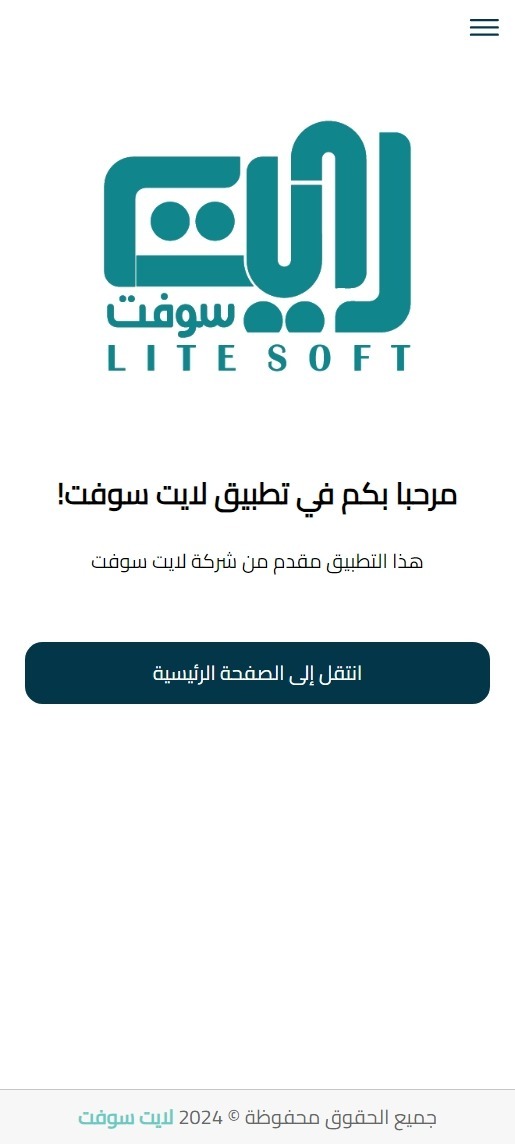 لايت
سوفت
LITE SOFT
مرحبا بكم في تطبيق لايت سوفت!
هذا التطبيق مقدم من شركة لايت سوفت
انتقل إلى الصفحة الرئيسية
جميع الحقوق محفوظة © 2024 لايت سوفت